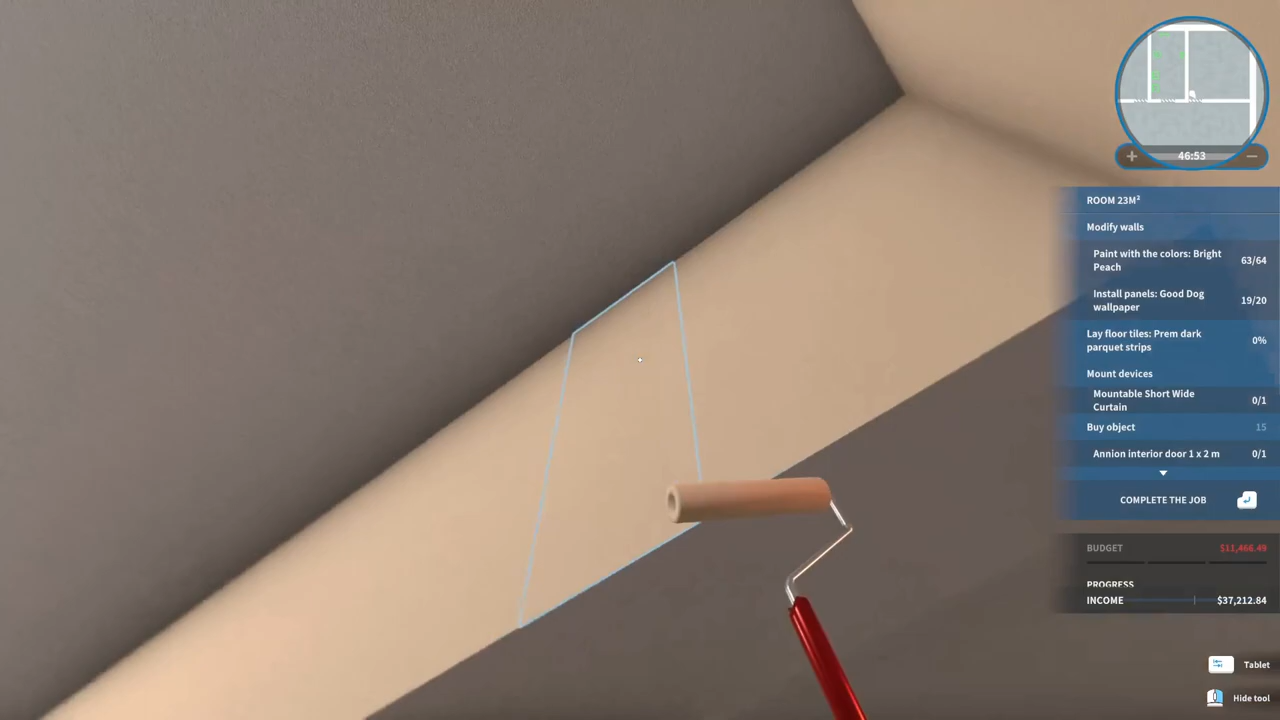 + 46:53 −
ROOM 23M²
Modify walls
Paint with the colors: Bright
Peach 63/64
Install panels: Good Dog
wallpaper 19/20
Lay floor tiles: Prem dark
parquet strips 0%
Mount devices
Mountable Short Wide
Curtain 0/1
Buy object 15
Annion interior door 1 x 2 m 0/1
COMPLETE THE JOB
BUDGET $11,466.49
PROGRESS
INCOME $37,212.84
Tablet
Hide tool